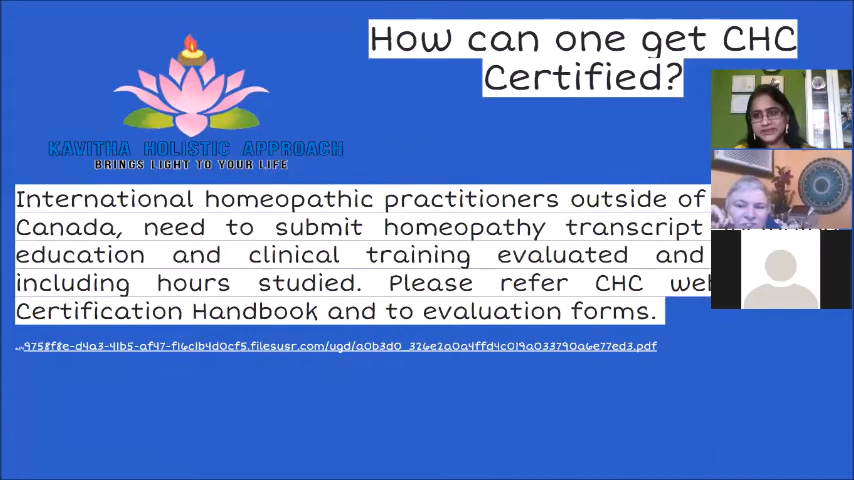 How can one get CHC
Certified?
KAVITHA HOLISTIC APPROACH
BRINGS LIGHT TO YOUR LIFE
International homeopathic practitioners outside of
Canada, need to submit homeopathy transcript
education and clinical training evaluated and
including hours studied. Please refer CHC
Certification Handbook and to evaluation forms.
9758f8e-d4a3-41b5-af47-f16c1b4d0cf5.filesusr.com/ugd/a0b3d0_326e2a0a4ffd4c019a033790a6e77ed3.pdf